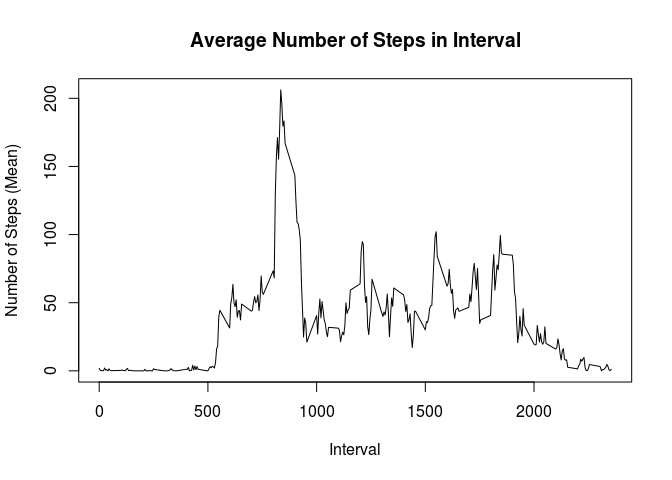 Average Number of Steps in Interval
Number of Steps (Mean)
200
150
100
50
0
0 500 1000 1500 2000
Interval